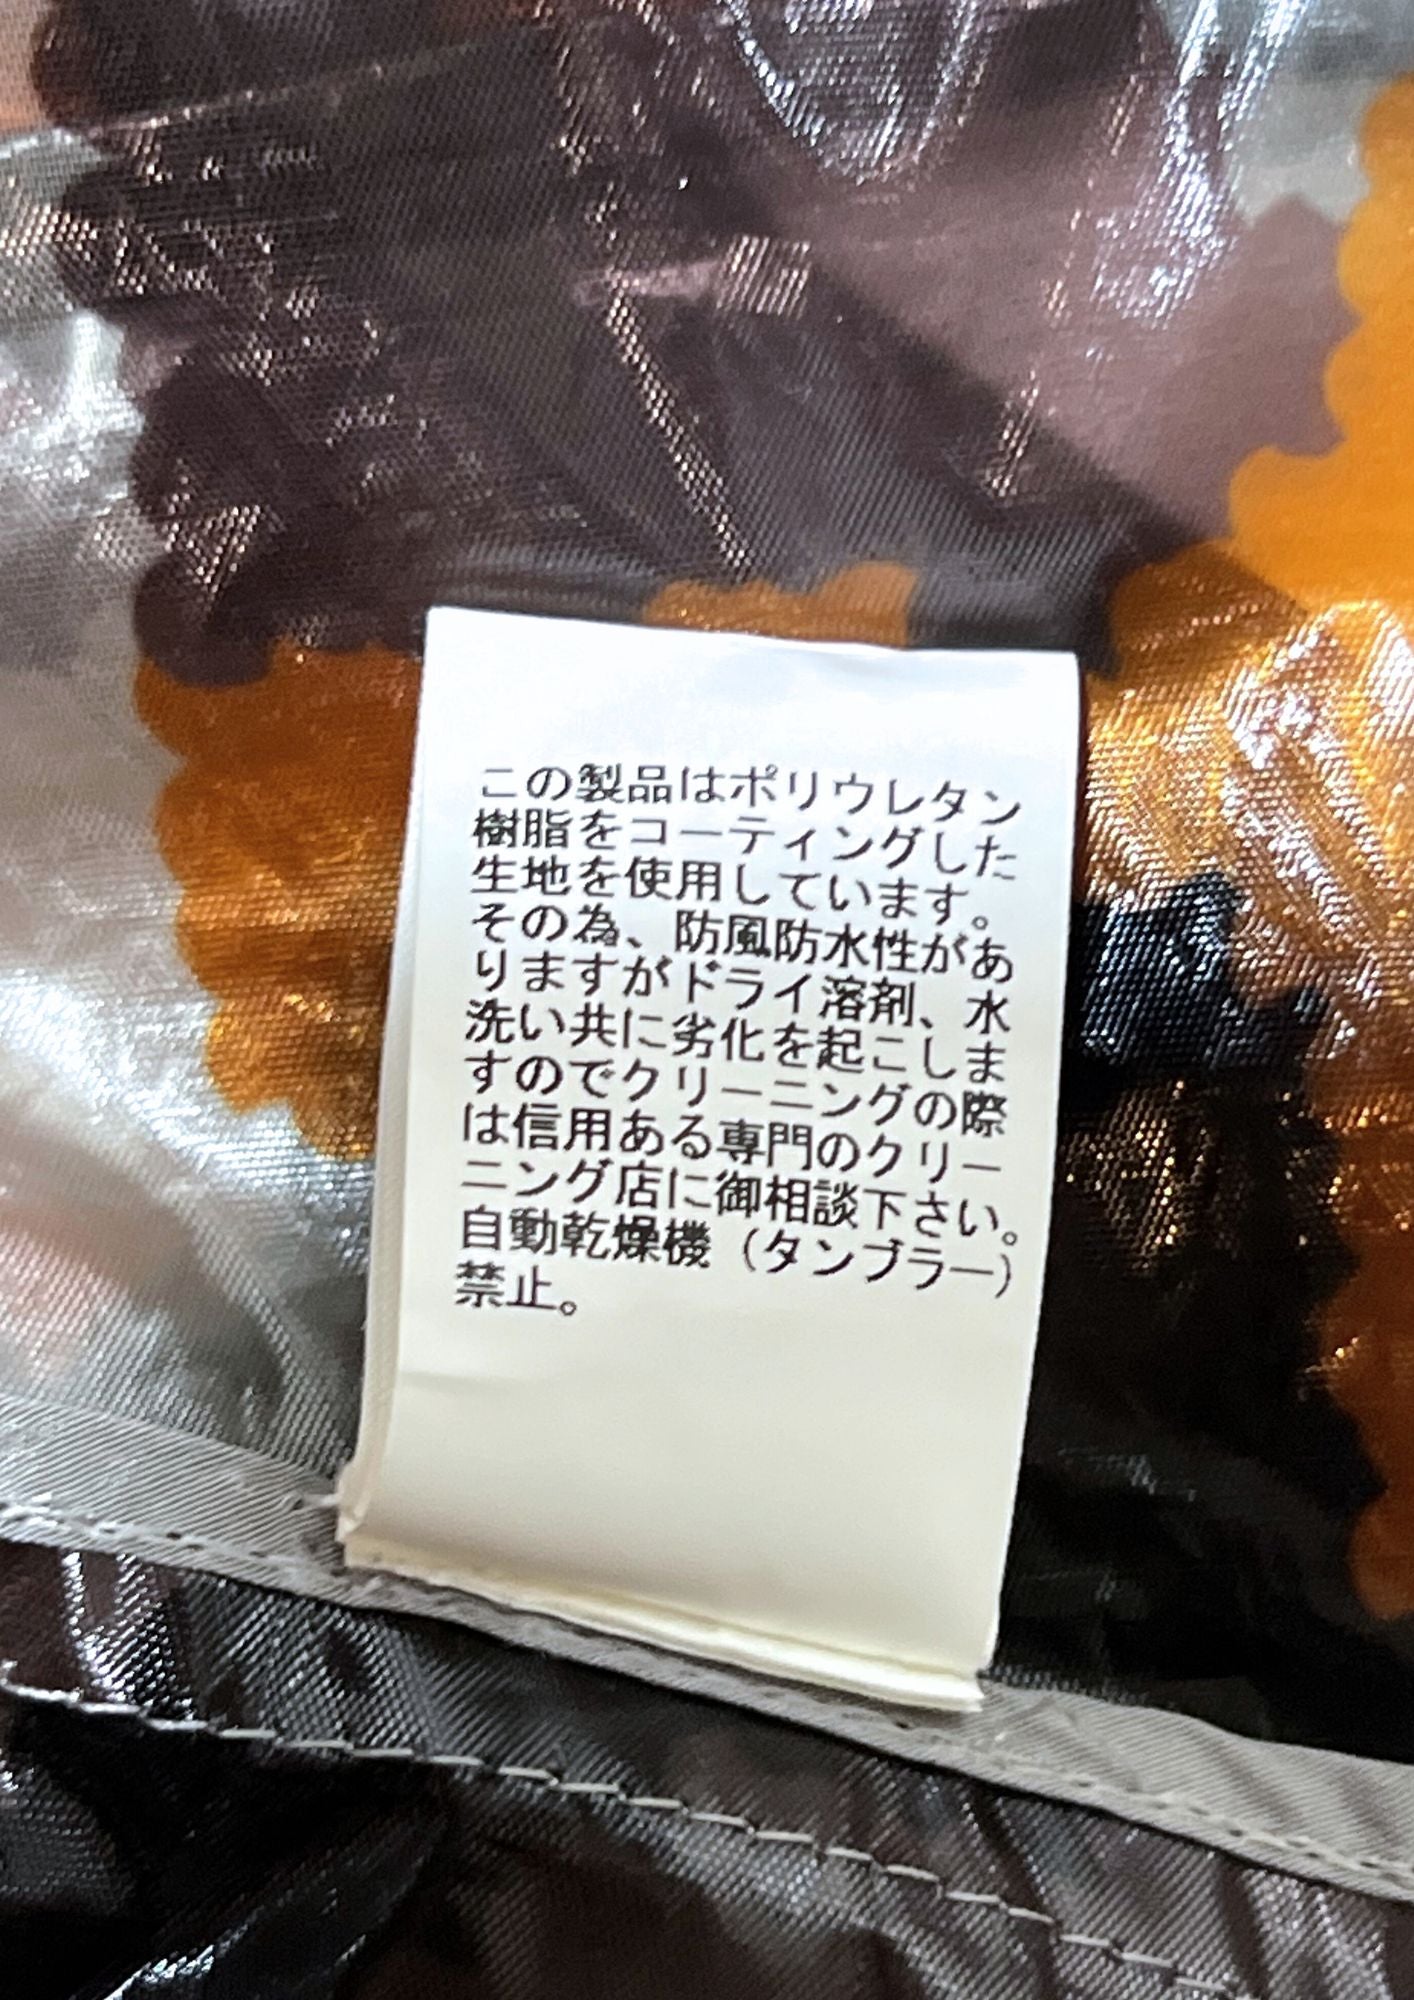 この製品はポリウレタン
樹脂をコーティングした
生地を使用しています。
その為、防風防水性があ
りますがドライ溶剤、水
洗い共に劣化を起こしま
すのでクリーニングの際
は信用ある専門のクリー
ニング店に御相談下さい。
自動乾燥機（タンブラー）
禁止。